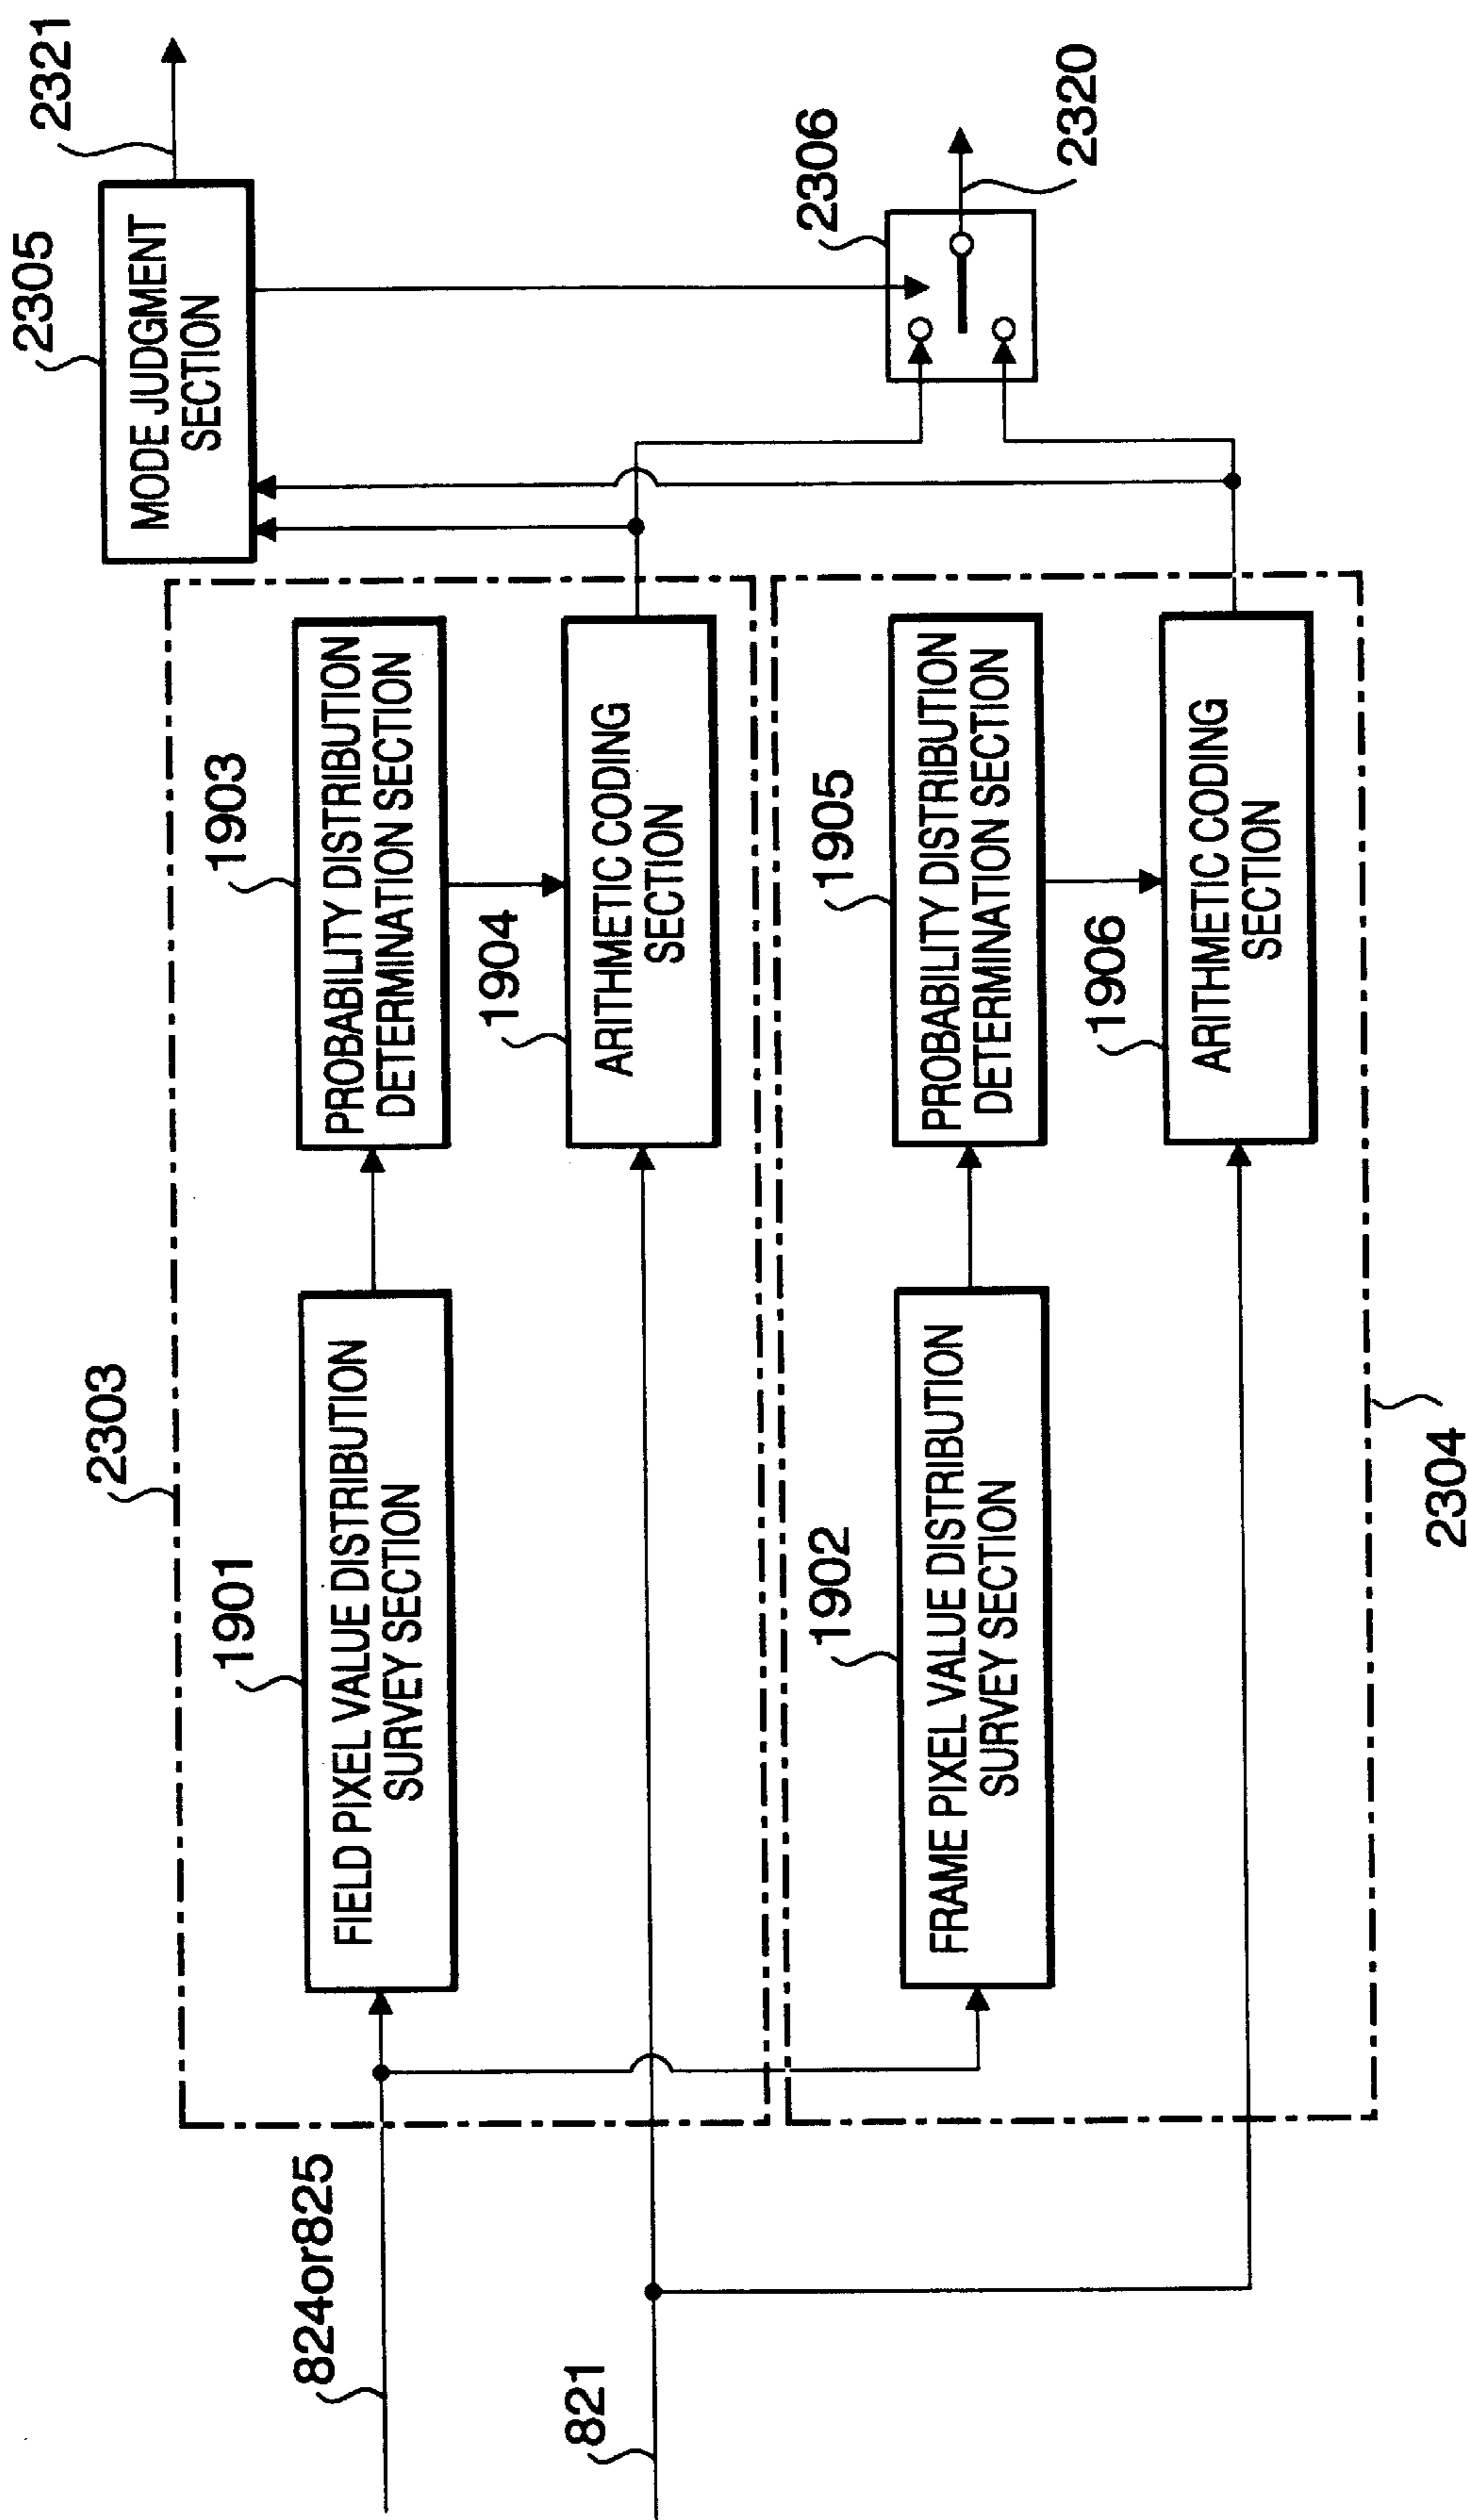 2305
MODE JUDGMENT
SECTION
2321
2303
1901
FIELD PIXEL VALUE DISTRIBUTION
SURVEY SECTION
1903
PROBABILITY DISTRIBUTION
DETERMINATION SECTION
824or825
1904
ARITHMETIC CODING
SECTION
821
2306
2320
1902
FRAME PIXEL VALUE DISTRIBUTION
SURVEY SECTION
1905
PROBABILITY DISTRIBUTION
DETERMINATION SECTION
1906
ARITHMETIC CODING
SECTION
2304